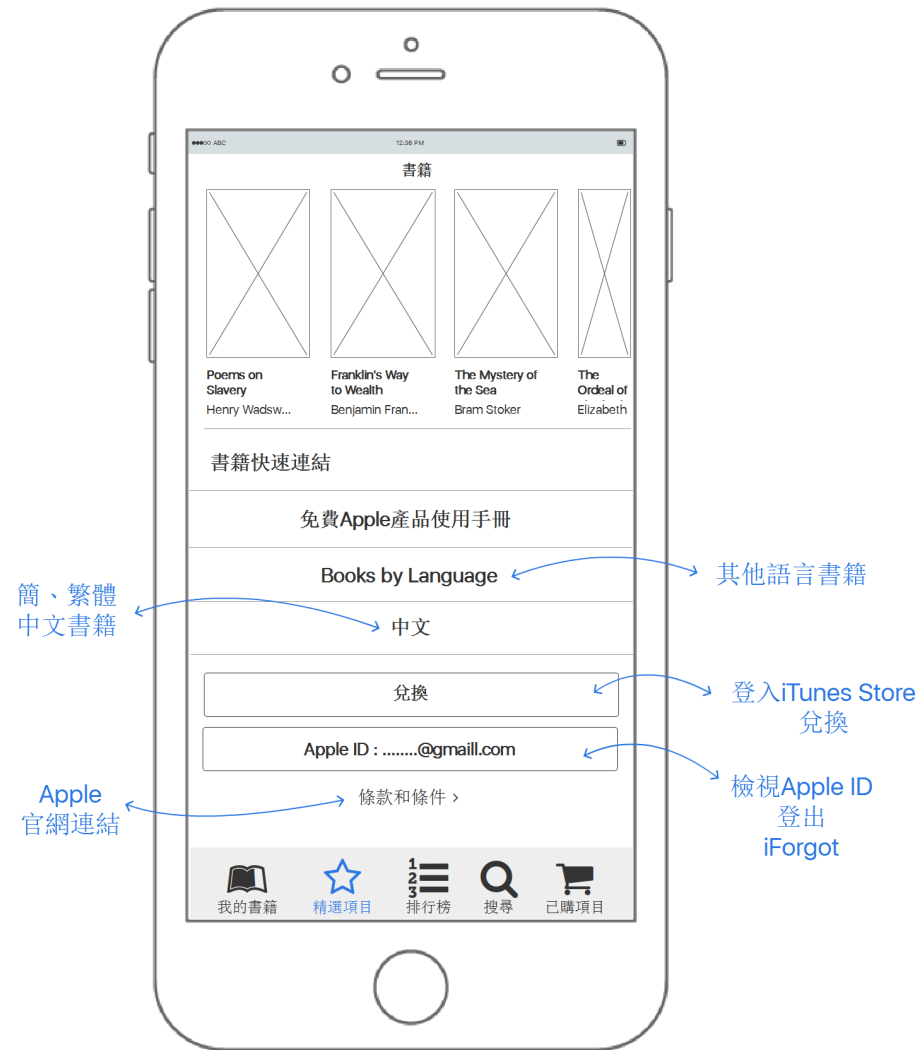 ●●●○○ ABC 12:38 PM
書籍
Poems on
Slavery
Henry Wadsw...
Franklin's Way
to Wealth
Benjamin Fran...
The Mystery of
the Sea
Bram Stoker
The
Ordeal of
Elizabeth
書籍快速連結
免費Apple產品使用手冊
Books by Language
其他語言書籍
簡、繁體
中文書籍
中文
兌換
登入iTunes Store
兌換
Apple ID : ........@gmaill.com
檢視Apple ID
登出
iForgot
Apple
官網連結
條款和條件 >
1
2
3
我的書籍 精選項目 排行榜 搜尋 已購項目